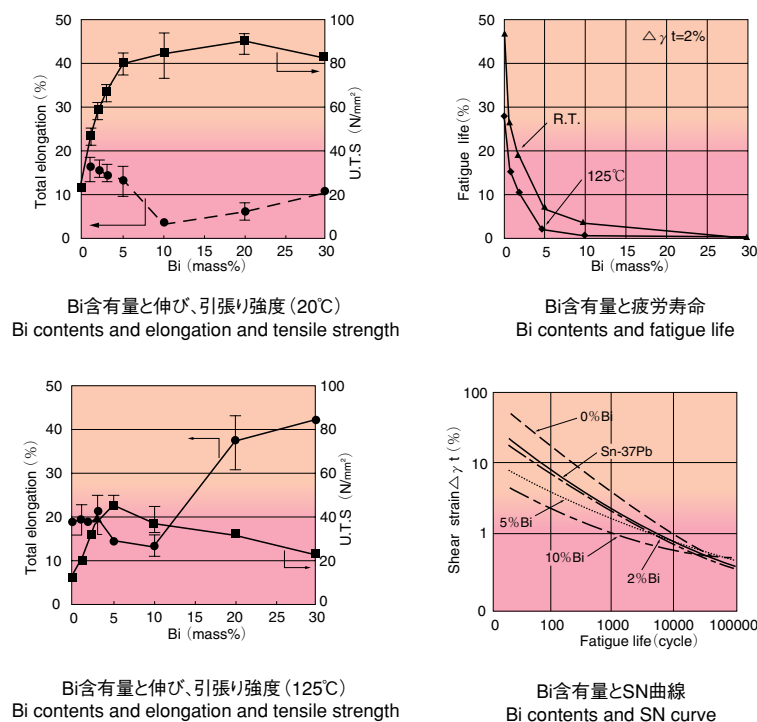 50
40
30
20
10
0
Total elongation (%)
100
80
60
40
20
0
U.T.S (N/mm²)
0 5 10 15 20 25 30
Bi (mass%)
Bi含有量と伸び、引張り強度(20℃)
Bi contents and elongation and tensile strength
50
40
30
20
10
0
Fatigue life(%)
△γt=2%
R.T.
125℃
0 5 10 15 20 25 30
Bi (mass%)
Bi含有量と疲労寿命
Bi contents and fatigue life
50
40
30
20
10
0
Total elongation (%)
100
80
60
40
20
0
U.T.S (N/mm²)
0 5 10 15 20 25 30
Bi (mass%)
Bi含有量と伸び、引張り強度(125℃)
Bi contents and elongation and tensile strength
100
10
1
0
Shear strain△γt(%)
0%Bi
Sn-37Pb
5%Bi
10%Bi
2%Bi
0 100 1000 10000 100000
Fatigue life(cycle)
Bi含有量とSN曲線
Bi contents and SN curve